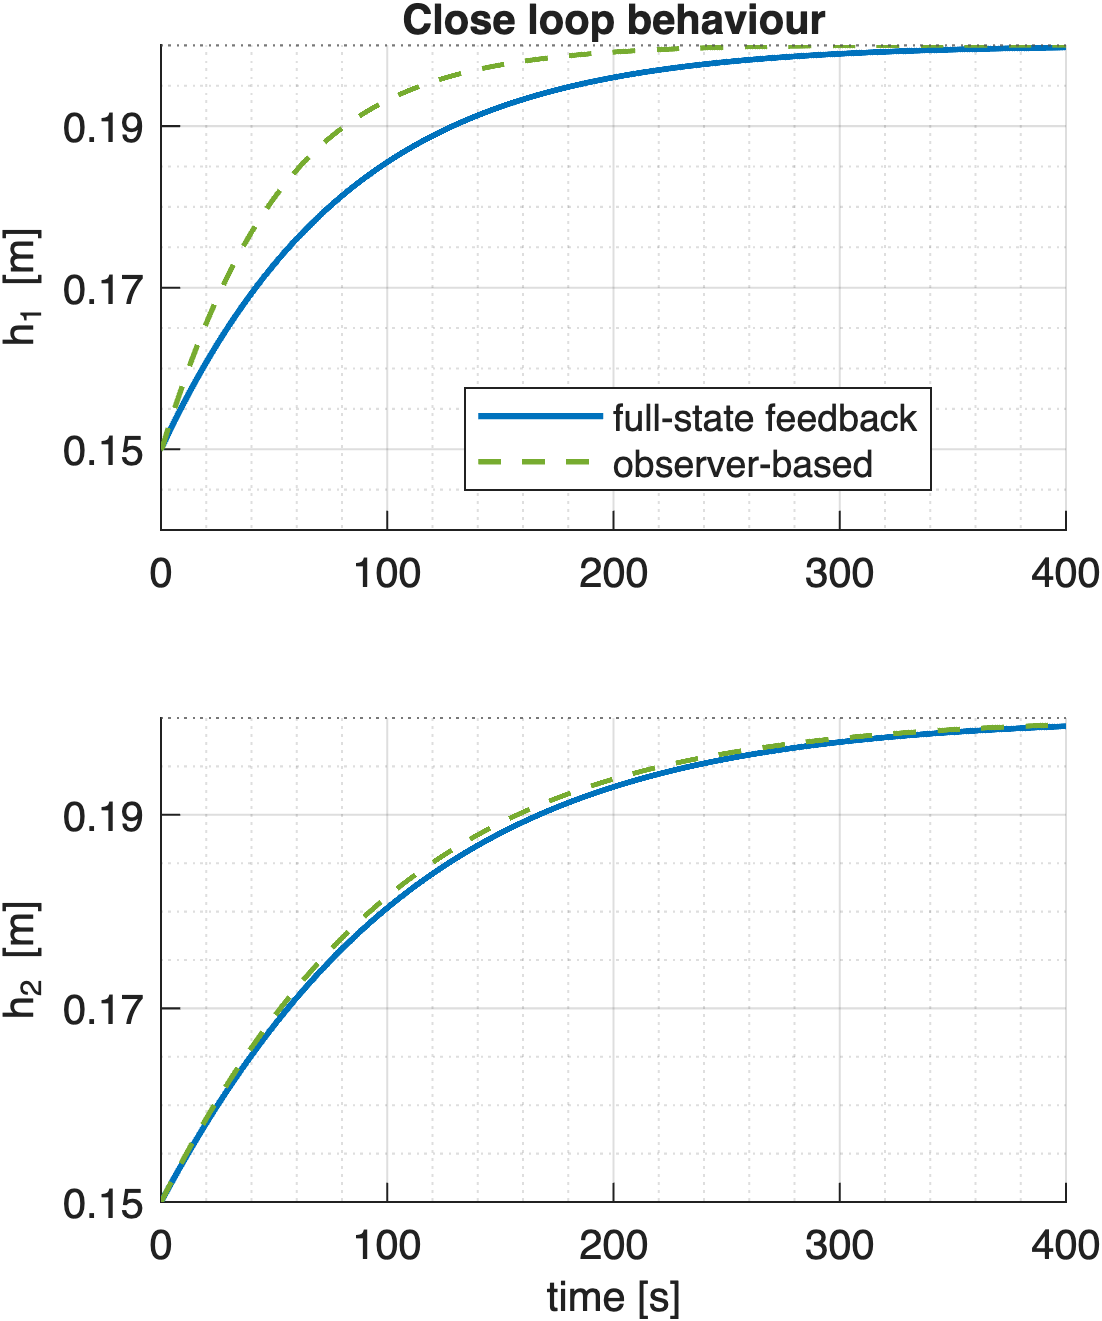 Close loop behaviour
0.19
0.17
0.15
h₁ [m]
full-state feedback
observer-based
0 100 200 300 400
0.19
0.17
0.15
h₂ [m]
0 100 200 300 400
time [s]